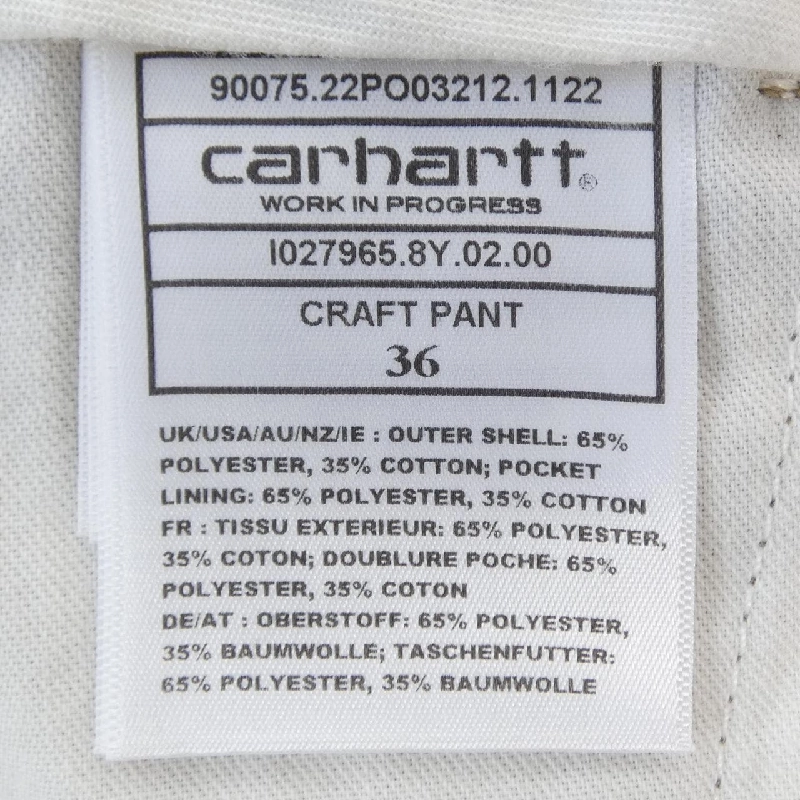 90075.22PO03212.1122
carhartt®
WORK IN PROGRESS
I027965.8Y.02.00
CRAFT PANT
36
UK/USA/AU/NZ/IE : OUTER SHELL: 65%
POLYESTER, 35% COTTON; POCKET
LINING: 65% POLYESTER, 35% COTTON
FR : TISSU EXTERIEUR: 65% POLYESTER,
35% COTON; DOUBLURE POCHE: 65%
POLYESTER, 35% COTON
DE/AT : OBERSTOFF: 65% POLYESTER,
35% BAUMWOLLE; TASCHENFUTTER:
65% POLYESTER, 35% BAUMWOLLE